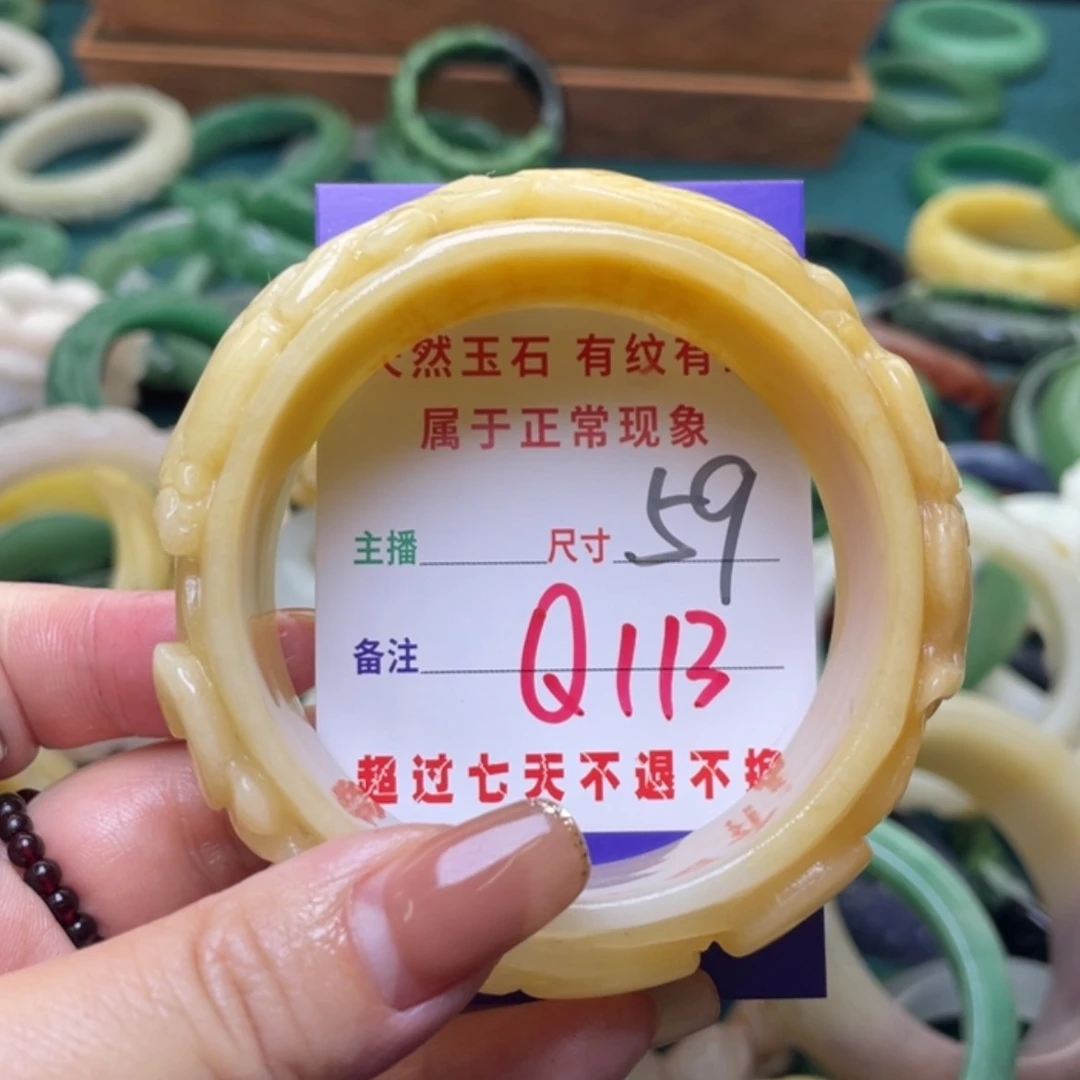 然玉石 有纹有
属于正常现象
主播 尺寸 59
备注 Q113
超过七天不退不换